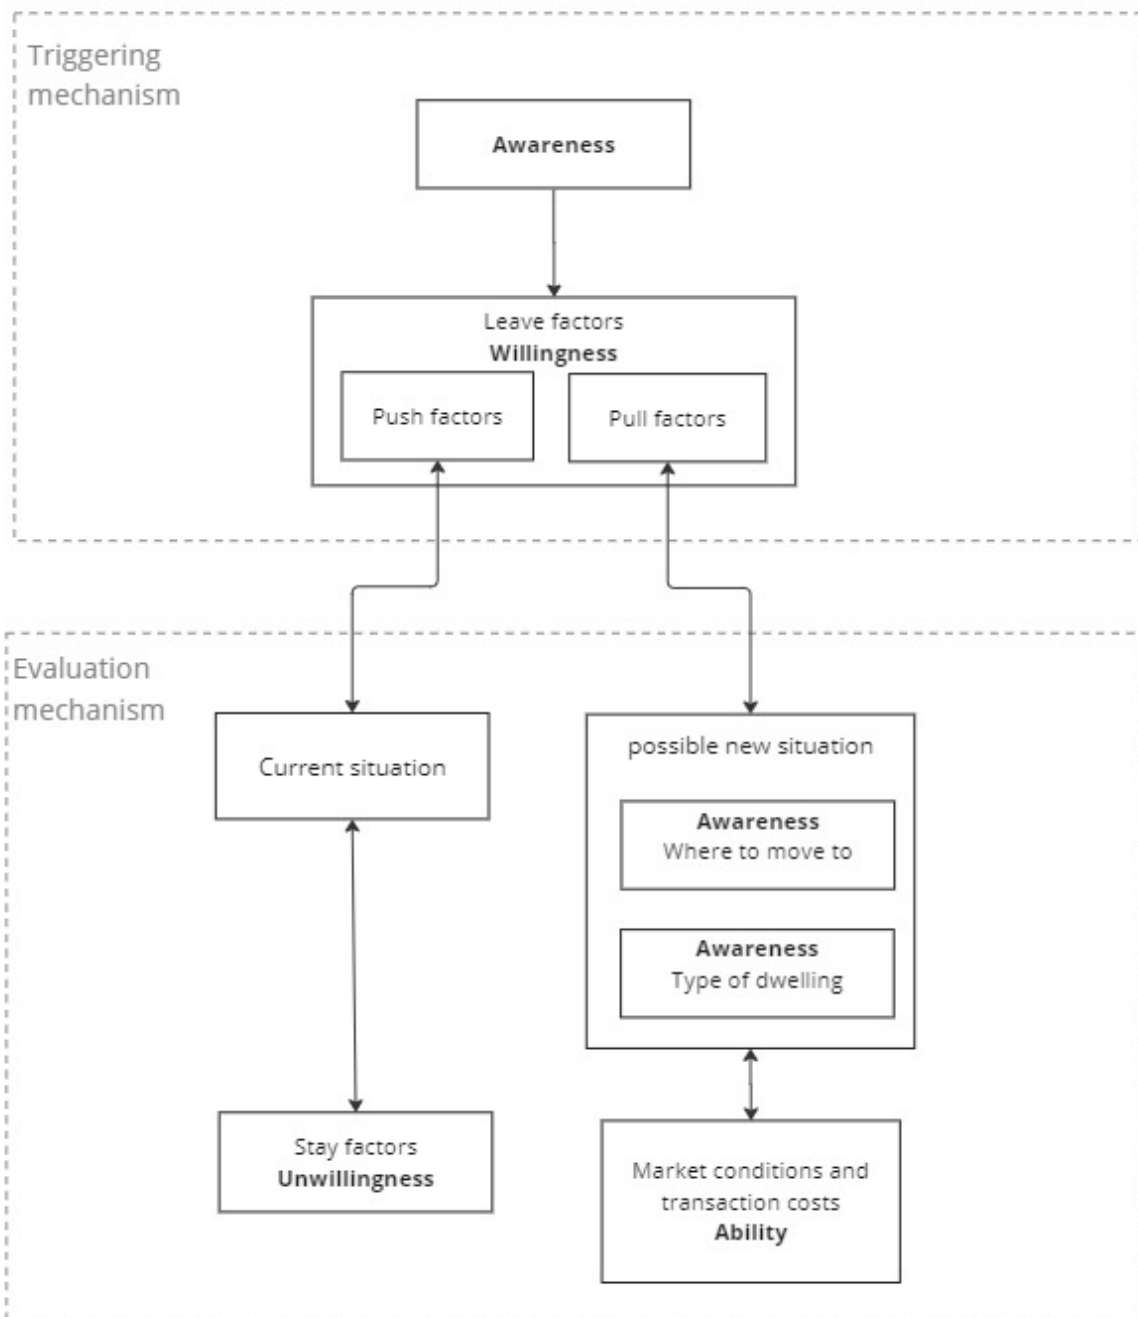 Triggering
mechanism
Awareness
Leave factors
Willingness
Push factors
Pull factors
Evaluation
mechanism
Current situation
possible new situation
Awareness
Where to move to
Awareness
Type of dwelling
Stay factors
Unwillingness
Market conditions and
transaction costs
Ability